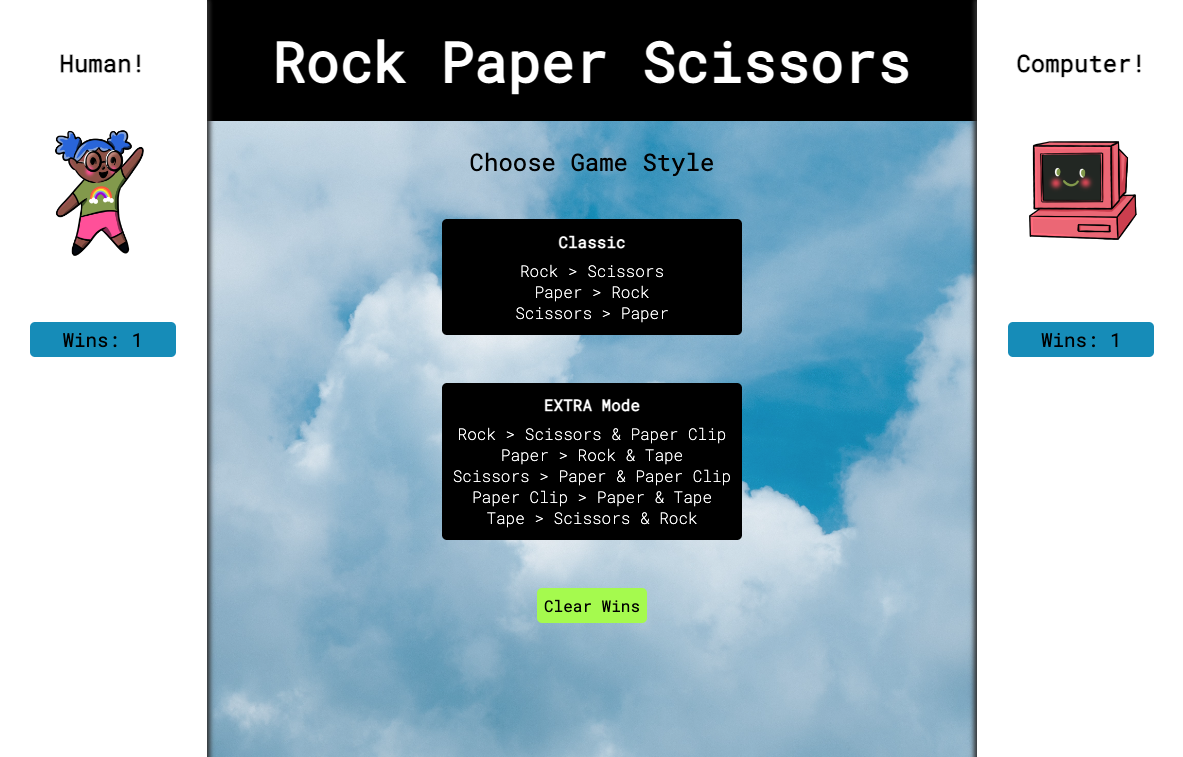 Human!
Rock Paper Scissors
Computer!
Choose Game Style
Classic
Rock > Scissors
Paper > Rock
Scissors > Paper
Wins: 1
Wins: 1
EXTRA Mode
Rock > Scissors & Paper Clip
Paper > Rock & Tape
Scissors > Paper & Paper Clip
Paper Clip > Paper & Tape
Tape > Scissors & Rock
Clear Wins